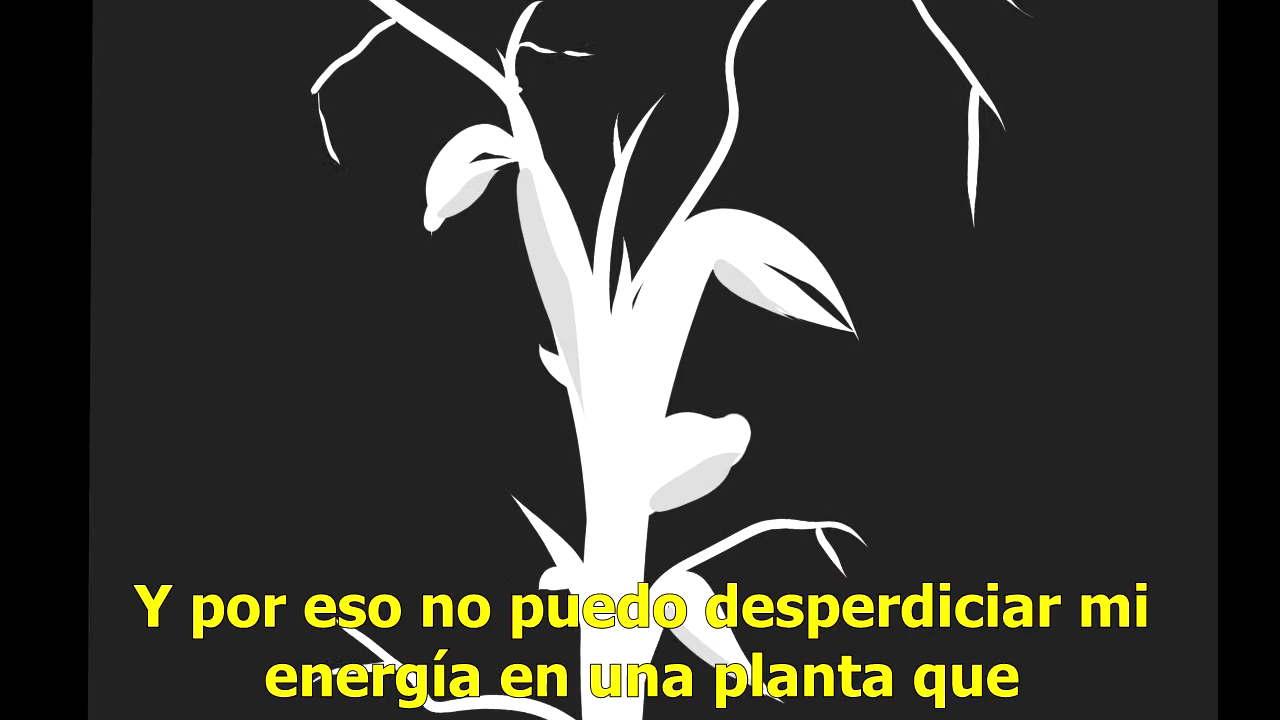 Y por eso no puedo desperdiciar mi
energía en una planta que